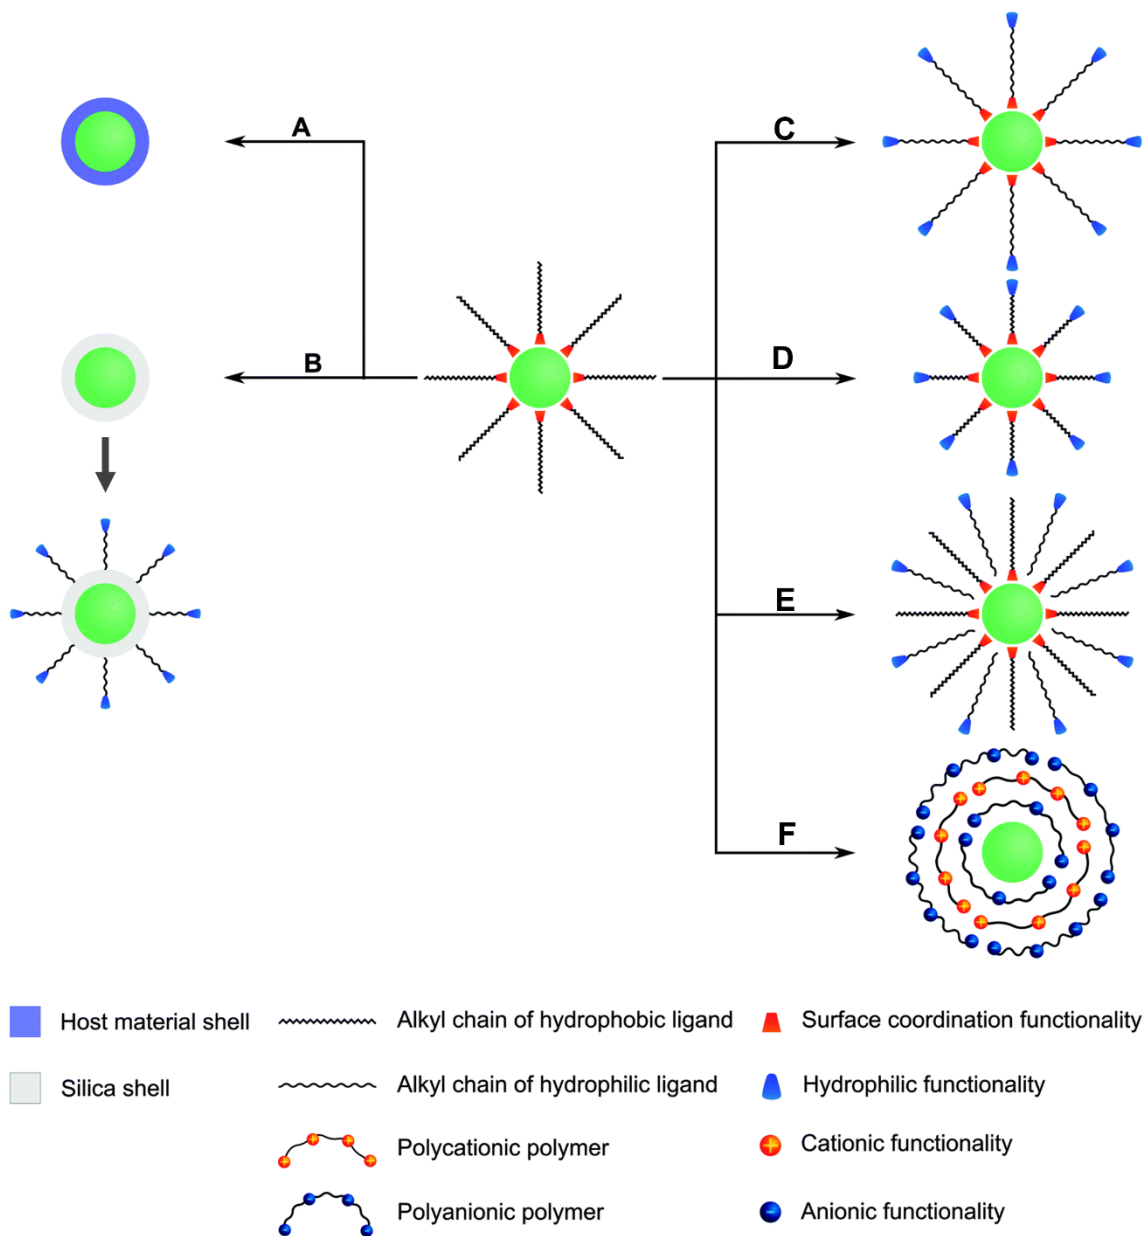 A
C
B
D
E
F
Host material shell
Alkyl chain of hydrophobic ligand
Surface coordination functionality
Silica shell
Alkyl chain of hydrophilic ligand
Hydrophilic functionality
Polycationic polymer
Cationic functionality
Polyanionic polymer
Anionic functionality